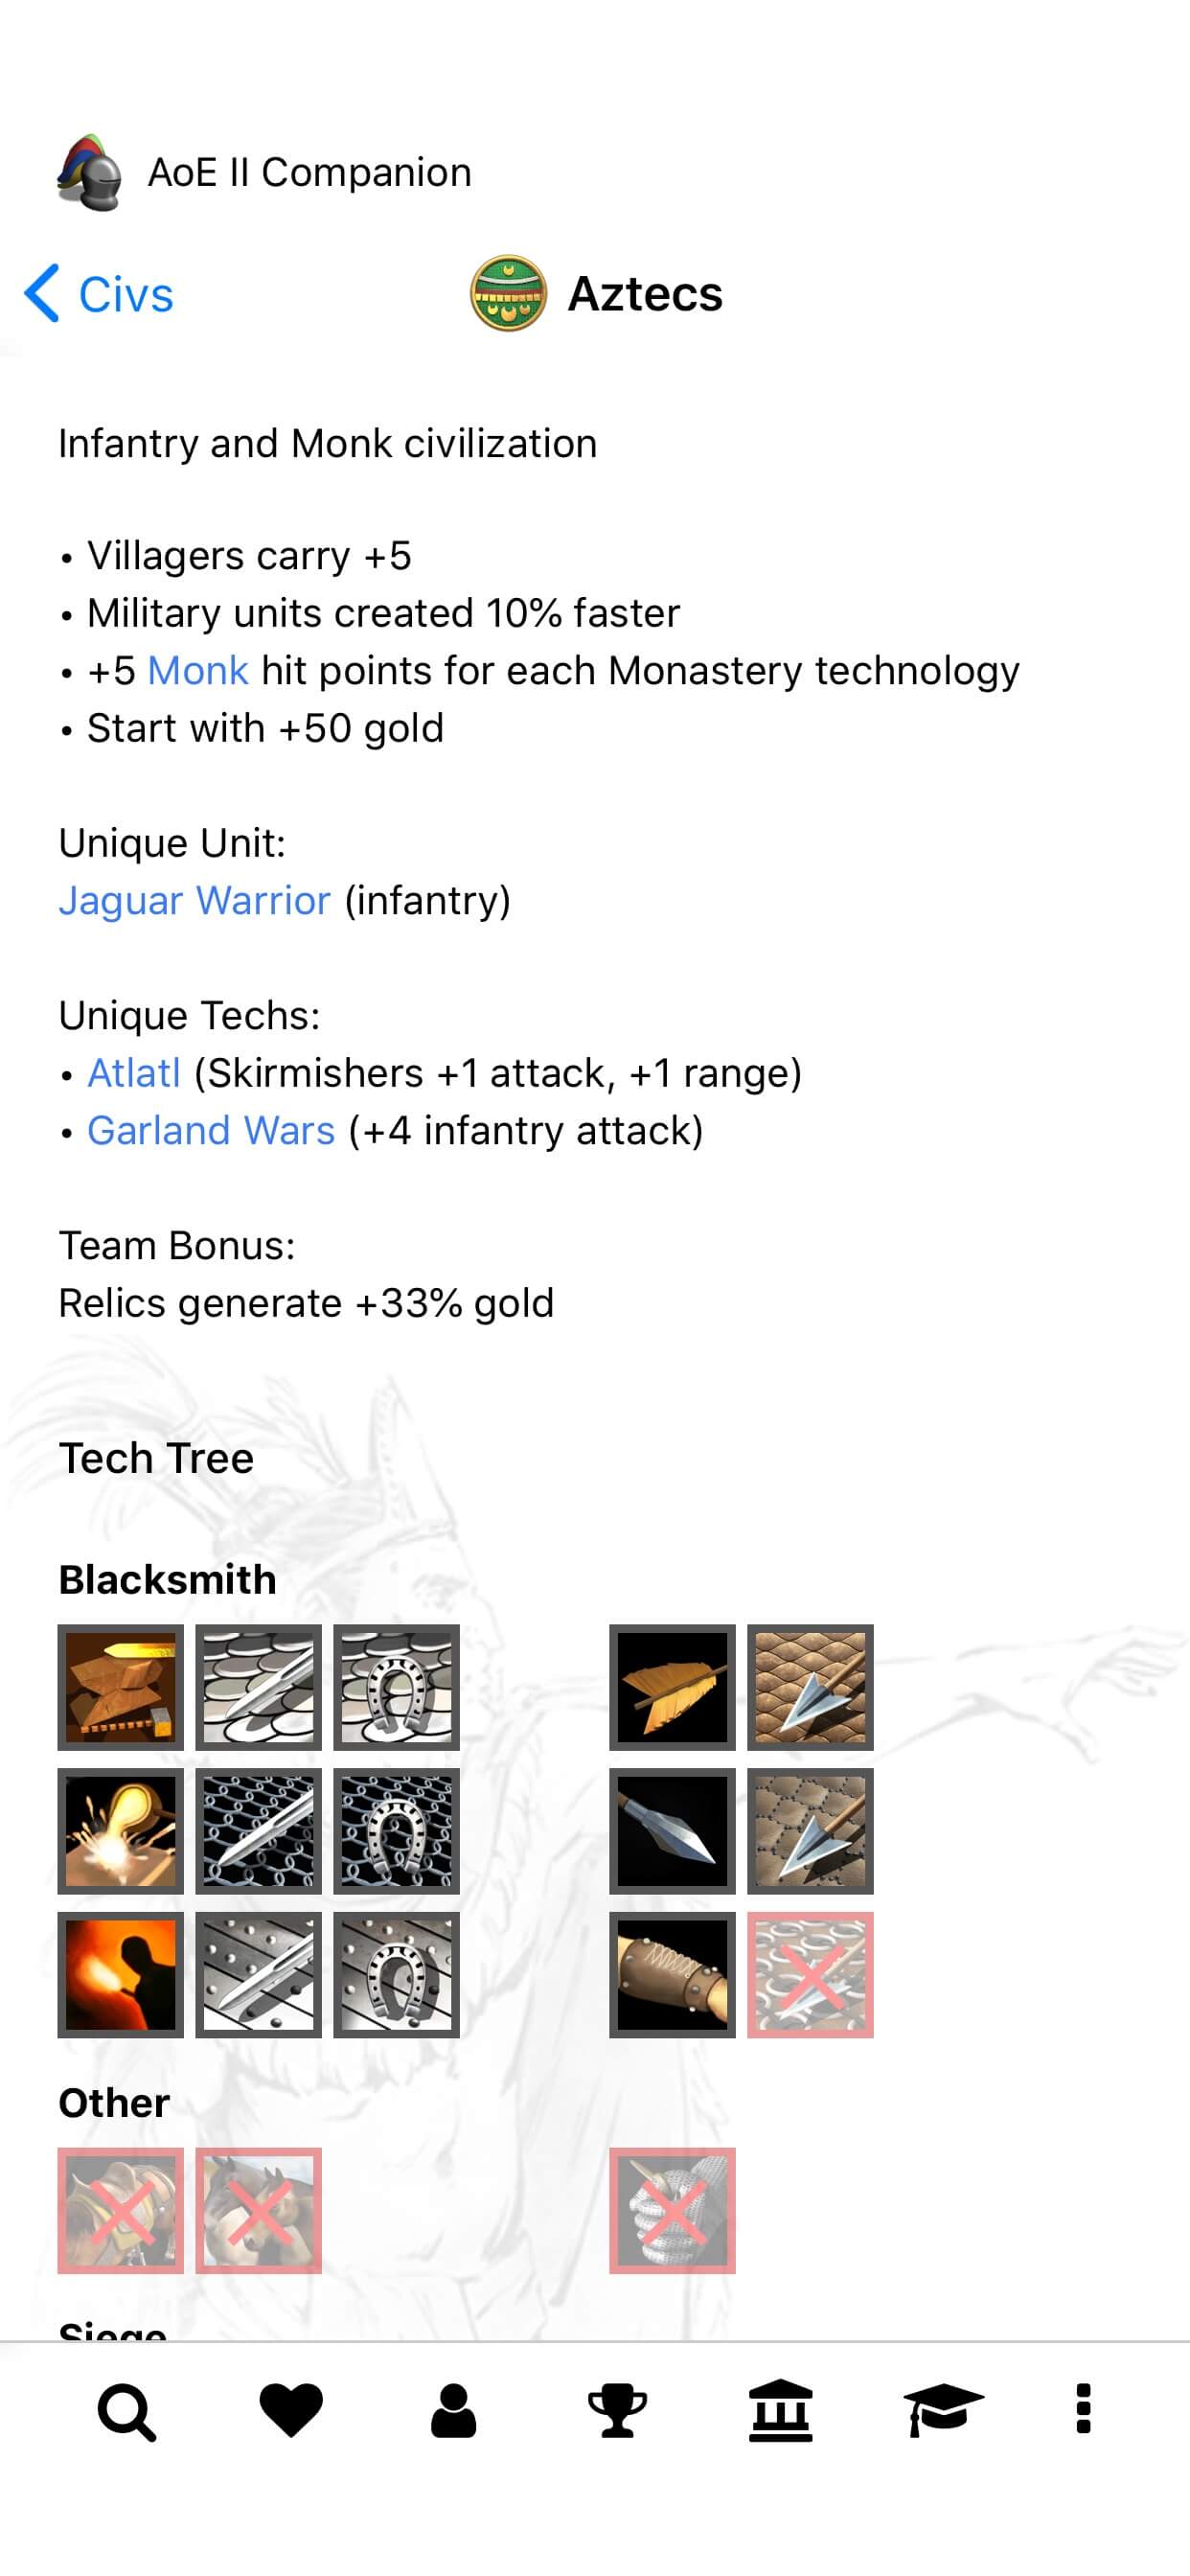 AoE II Companion
Civs
Aztecs
Infantry and Monk civilization
• Villagers carry +5
• Military units created 10% faster
• +5 Monk hit points for each Monastery technology
• Start with +50 gold
Unique Unit:
Jaguar Warrior (infantry)
Unique Techs:
• Atlatl (Skirmishers +1 attack, +1 range)
• Garland Wars (+4 infantry attack)
Team Bonus:
Relics generate +33% gold
Tech Tree
Blacksmith
Other
Siege